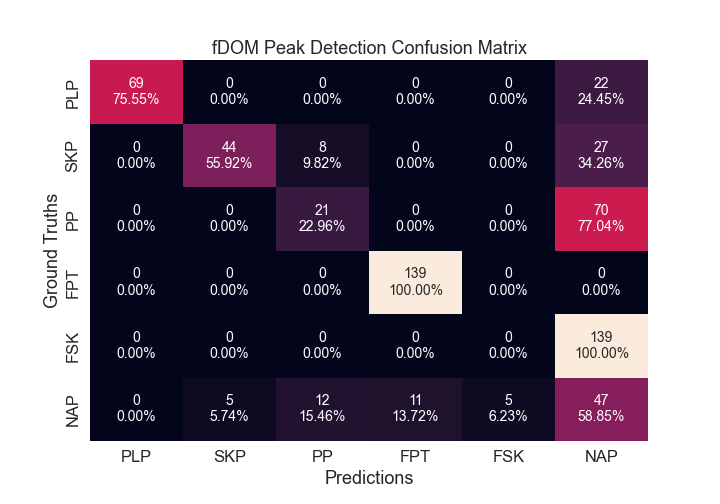 fDOM Peak Detection Confusion Matrix
Ground Truths
PLP
69 0 0 0 0 22
75.55% 0.00% 0.00% 0.00% 0.00% 24.45%
SKP
0 44 8 0 0 27
0.00% 55.92% 9.82% 0.00% 0.00% 34.26%
PP
0 0 21 0 0 70
0.00% 0.00% 22.96% 0.00% 0.00% 77.04%
FPT
0 0 0 139 0 0
0.00% 0.00% 0.00% 100.00% 0.00% 0.00%
FSK
0 0 0 0 0 139
0.00% 0.00% 0.00% 0.00% 0.00% 100.00%
NAP
0 5 12 11 5 47
0.00% 5.74% 15.46% 13.72% 6.23% 58.85%
PLP SKP PP FPT FSK NAP
Predictions